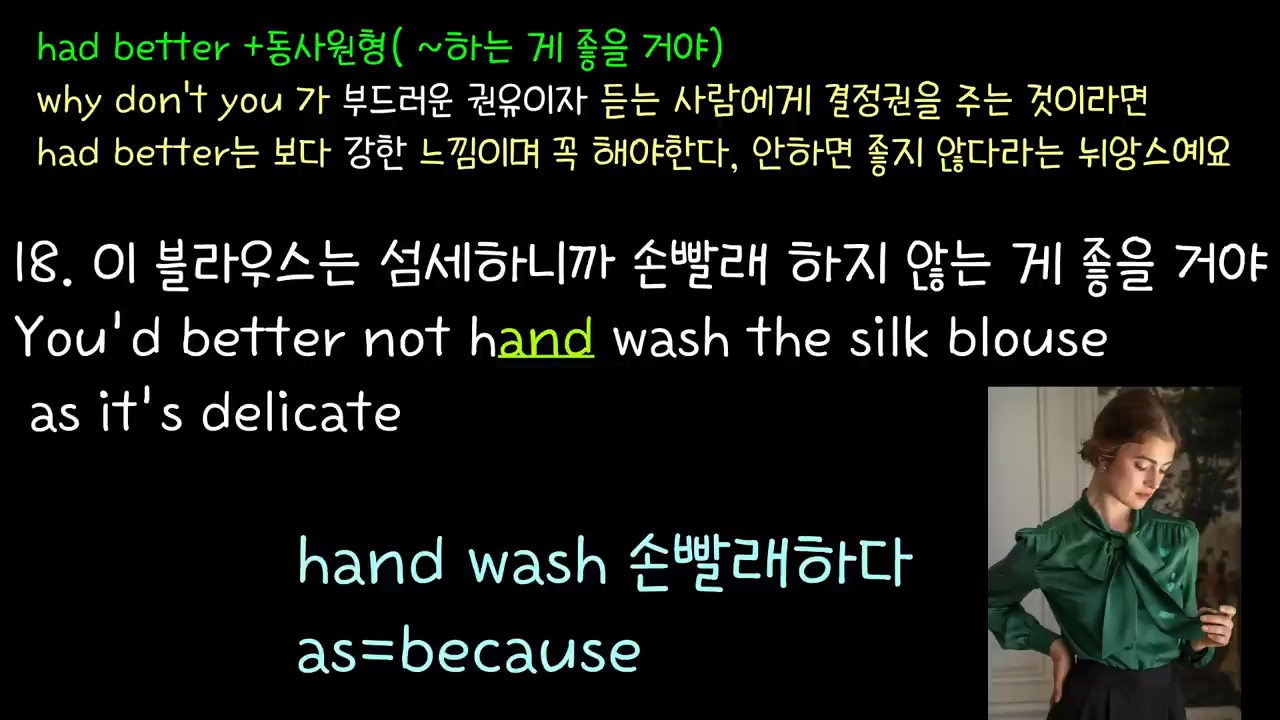 had better +동사원형( ~하는 게 좋을 거야)
why don't you 가 부드러운 권유이자 듣는 사람에게 결정권을 주는 것이라면
had better는 보다 강한 느낌이며 꼭 해야한다, 안하면 좋지 않다라는 뉘앙스예요
18. 이 블라우스는 섬세하니까 손빨래 하지 않는 게 좋을 거야
You'd better not hand wash the silk blouse
as it's delicate
hand wash 손빨래하다
as=because